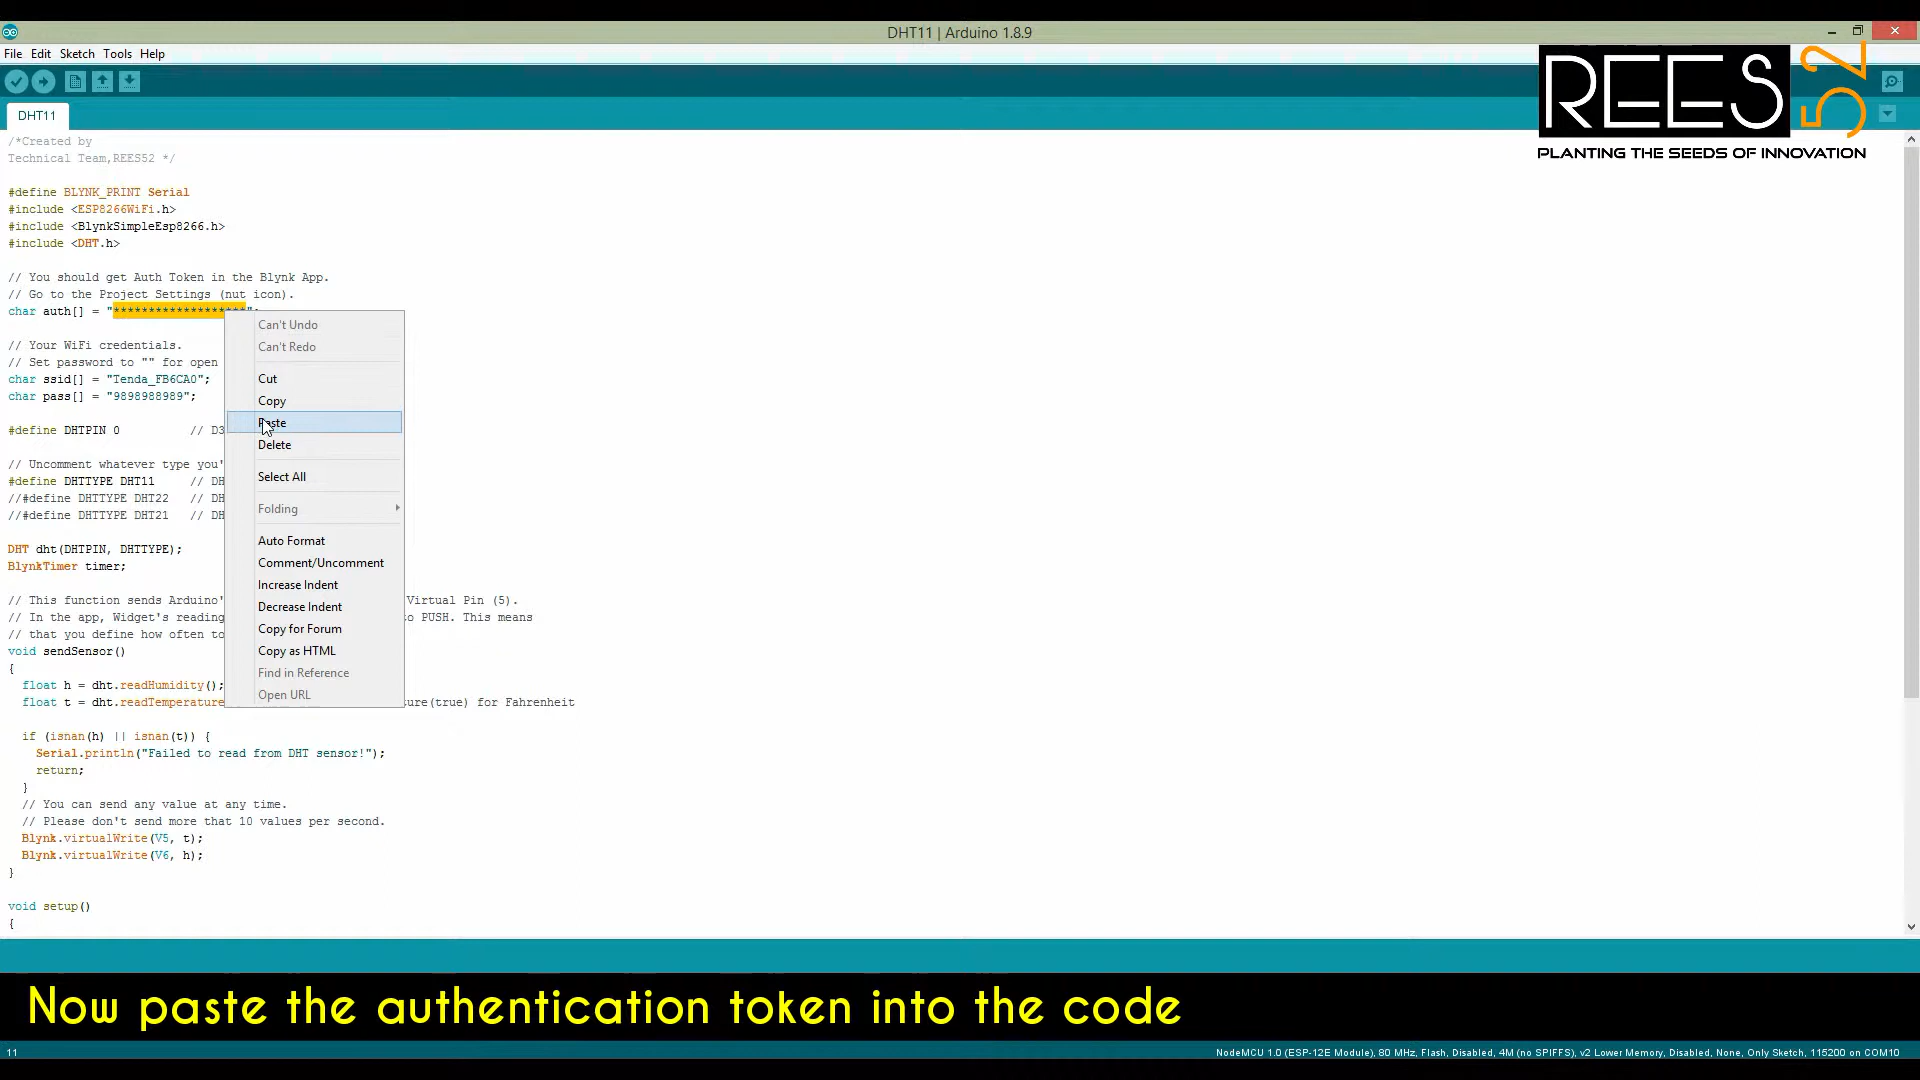 DHT11 | Arduino 1.8.9
File Edit Sketch Tools Help
REES 52
PLANTING THE SEEDS OF INNOVATION
DHT11
/*Created by
Technical Team,REES52 */
#define BLYNK_PRINT Serial
#include <ESP8266WiFi.h>
#include <BlynkSimpleEsp8266.h>
#include <DHT.h>
// You should get Auth Token in the Blynk App.
// Go to the Project Settings (nut icon).
char auth[] = "*******************";
// Your WiFi credentials.
// Set password to "" for open
char ssid[] = "Tenda_FB6CA0";
char pass[] = "9898988989";
#define DHTPIN 0 // D3
// Uncomment whatever type you'
#define DHTTYPE DHT11 // DH
//#define DHTTYPE DHT22 // DH
//#define DHTTYPE DHT21 // DH
DHT dht(DHTPIN, DHTTYPE);
BlynkTimer timer;
// This function sends Arduino' Virtual Pin (5).
// In the app, Widget's reading o PUSH. This means
// that you define how often to
void sendSensor()
{
float h = dht.readHumidity();
float t = dht.readTemperature ure(true) for Fahrenheit
if (isnan(h) || isnan(t)) {
Serial.println("Failed to read from DHT sensor!");
return;
}
// You can send any value at any time.
// Please don't send more that 10 values per second.
Blynk.virtualWrite(V5, t);
Blynk.virtualWrite(V6, h);
}
void setup()
{
Can't Undo
Can't Redo
Cut
Copy
Paste
Delete
Select All
Folding
Auto Format
Comment/Uncomment
Increase Indent
Decrease Indent
Copy for Forum
Copy as HTML
Find in Reference
Open URL
Now paste the authentication token into the code
11 NodeMCU 1.0 (ESP-12E Module), 80 MHz, Flash, Disabled, 4M (no SPIFFS), v2 Lower Memory, Disabled, None, Only Sketch, 115200 on COM10